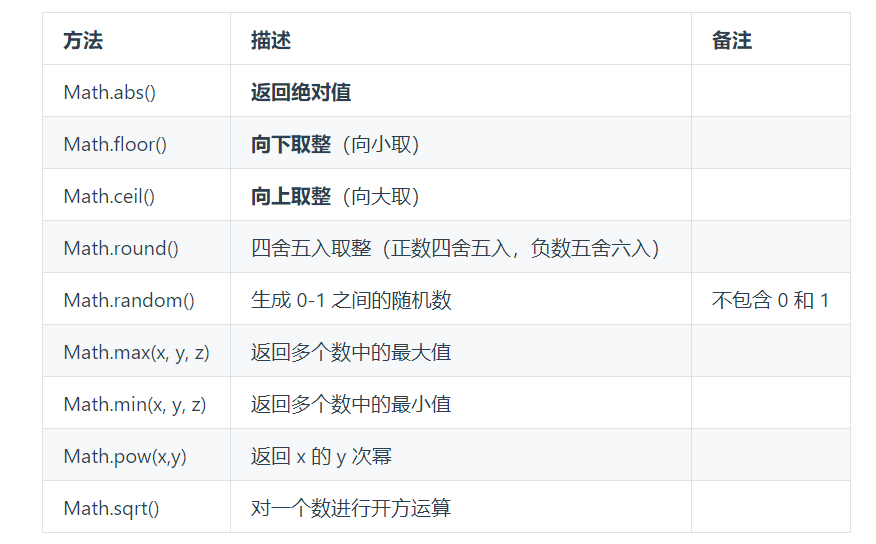 方法 描述 备注
Math.abs() 返回绝对值
Math.floor() 向下取整（向小取）
Math.ceil() 向上取整（向大取）
Math.round() 四舍五入取整（正数四舍五入，负数五舍六入）
Math.random() 生成 0-1 之间的随机数 不包含 0 和 1
Math.max(x, y, z) 返回多个数中的最大值
Math.min(x, y, z) 返回多个数中的最小值
Math.pow(x,y) 返回 x 的 y 次幂
Math.sqrt() 对一个数进行开方运算